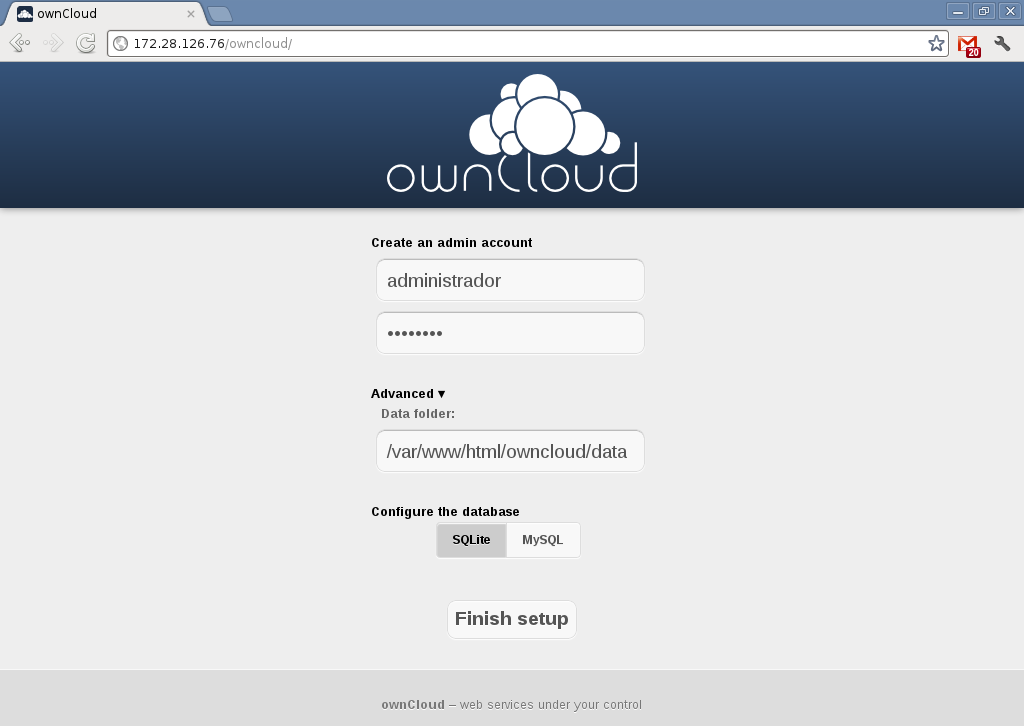 ownCloud
172.28.126.76/owncloud/
20
ownCloud
Create an admin account
administrador
••••••••
Advanced ▾
Data folder:
/var/www/html/owncloud/data
Configure the database
SQLite MySQL
Finish setup
ownCloud – web services under your control